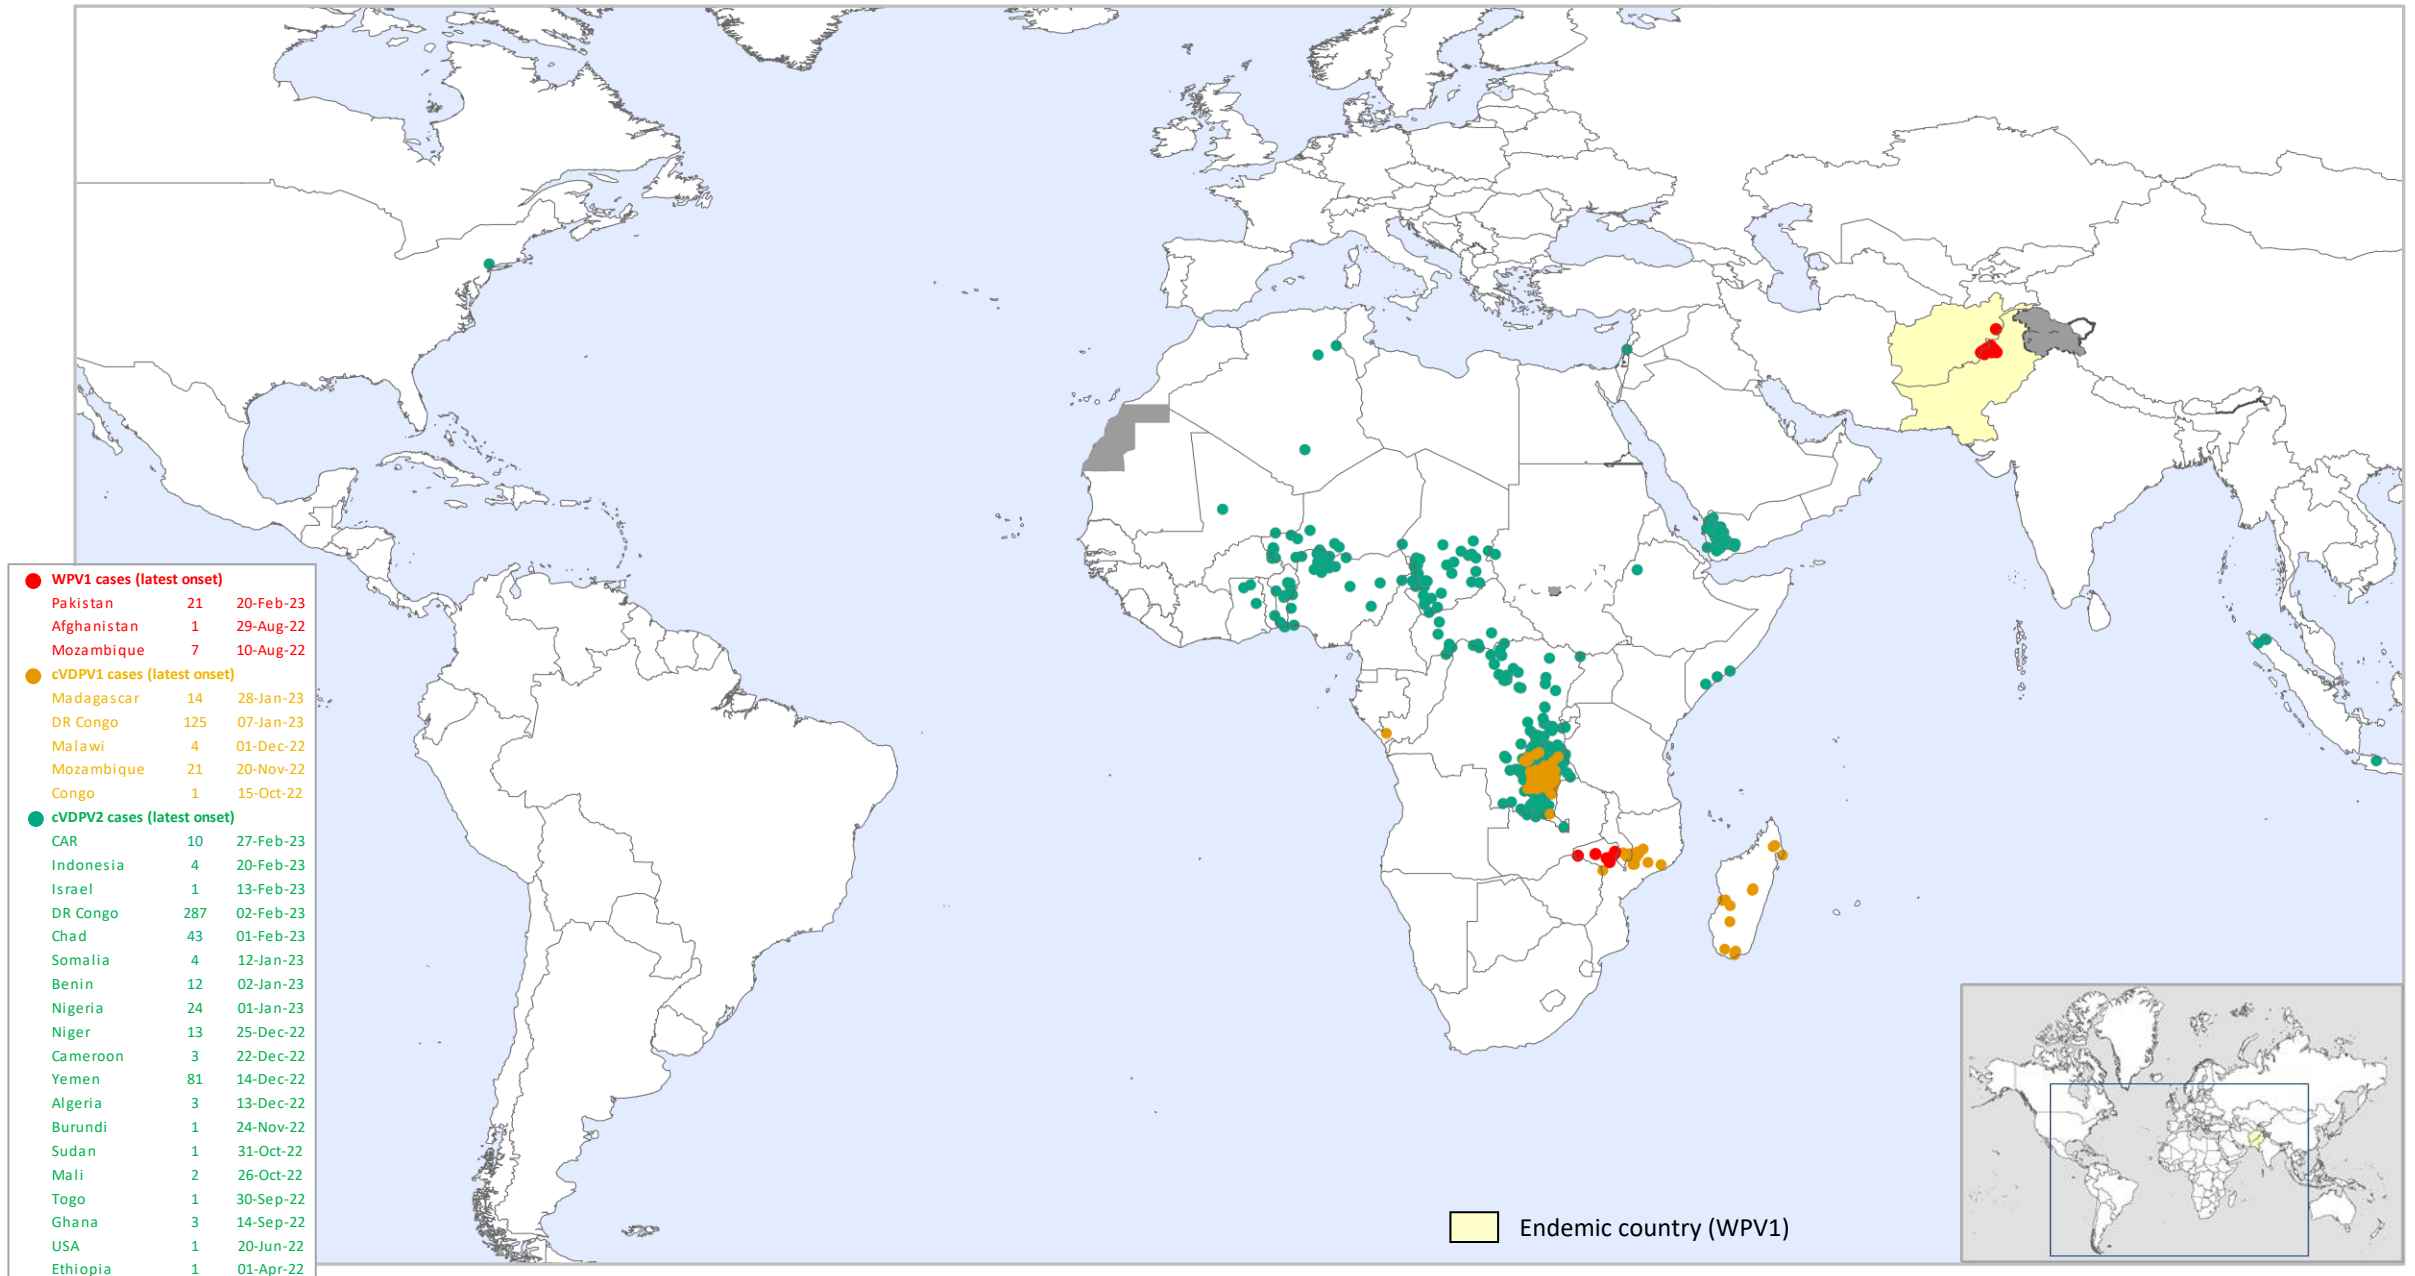 WPV1 cases (latest onset)
Pakistan 21 20-Feb-23
Afghanistan 1 29-Aug-22
Mozambique 7 10-Aug-22
cVDPV1 cases (latest onset)
Madagascar 14 28-Jan-23
DR Congo 125 07-Jan-23
Malawi 4 01-Dec-22
Mozambique 21 20-Nov-22
Congo 1 15-Oct-22
cVDPV2 cases (latest onset)
CAR 10 27-Feb-23
Indonesia 4 20-Feb-23
Israel 1 13-Feb-23
DR Congo 287 02-Feb-23
Chad 43 01-Feb-23
Somalia 4 12-Jan-23
Benin 12 02-Jan-23
Nigeria 24 01-Jan-23
Niger 13 25-Dec-22
Cameroon 3 22-Dec-22
Yemen 81 14-Dec-22
Algeria 3 13-Dec-22
Burundi 1 24-Nov-22
Sudan 1 31-Oct-22
Mali 2 26-Oct-22
Togo 1 30-Sep-22
Ghana 3 14-Sep-22
USA 1 20-Jun-22
Ethiopia 1 01-Apr-22
Endemic country (WPV1)